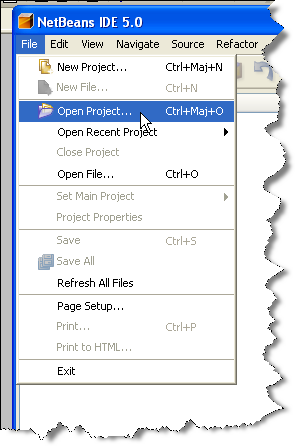 NetBeans IDE 5.0
File Edit View Navigate Source Refactor
New Project... Ctrl+Maj+N
New File... Ctrl+N
Open Project... Ctrl+Maj+O
Open Recent Project
Close Project
Open File... Ctrl+O
Set Main Project
Project Properties
Save Ctrl+S
Save All
Refresh All Files
Page Setup...
Print... Ctrl+P
Print to HTML...
Exit